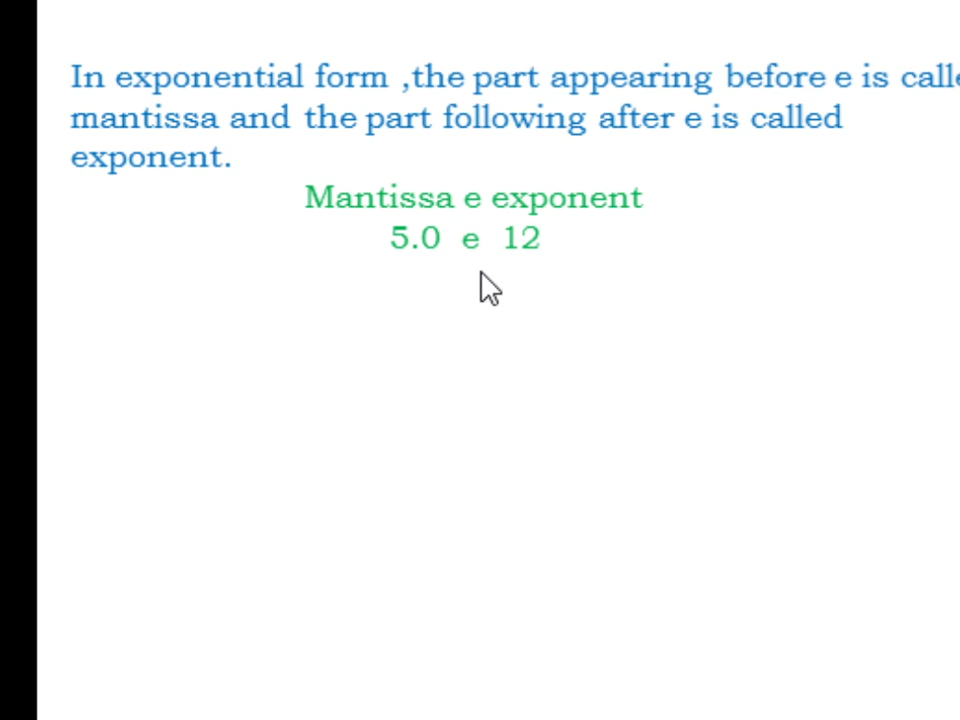 In exponential form ,the part appearing before e is calle
mantissa and the part following after e is called
exponent.
Mantissa e exponent
5.0 e 12